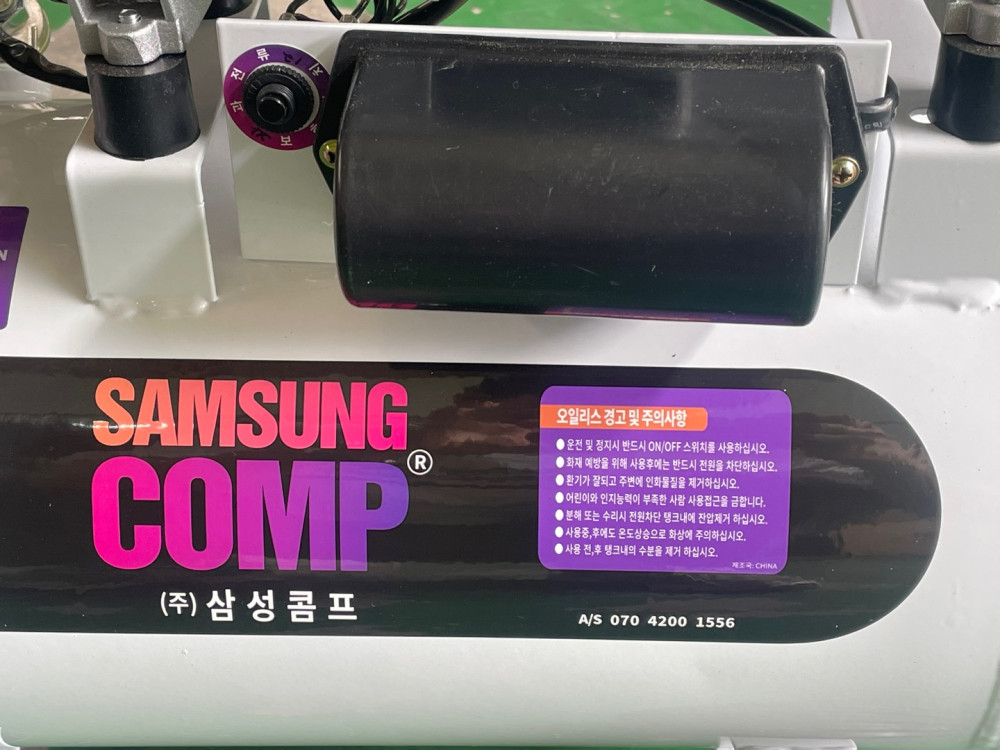 과 전 류
보
N
SAMSUNG
COMP®
(주) 삼성콤프
오일리스 경고 및 주의사항
●운전 및 정지시 반드시 ON/OFF 스위치를 사용하십시오.
●화재 예방을 위해 사용후에는 반드시 전원을 차단하십시오.
●환기가 잘되고 주변에 인화물질을 제거하십시오.
●어린이와 인지능력이 부족한 사람 사용접근을 금합니다.
●분해 또는 수리시 전원차단 탱크내에 잔압제거 하십시오.
●사용중,후에도 온도상승으로 화상에 주의하십시오.
●사용 전,후 탱크내의 수분을 제거 하십시오.
제조국: CHINA
A/S 070 4200 1556